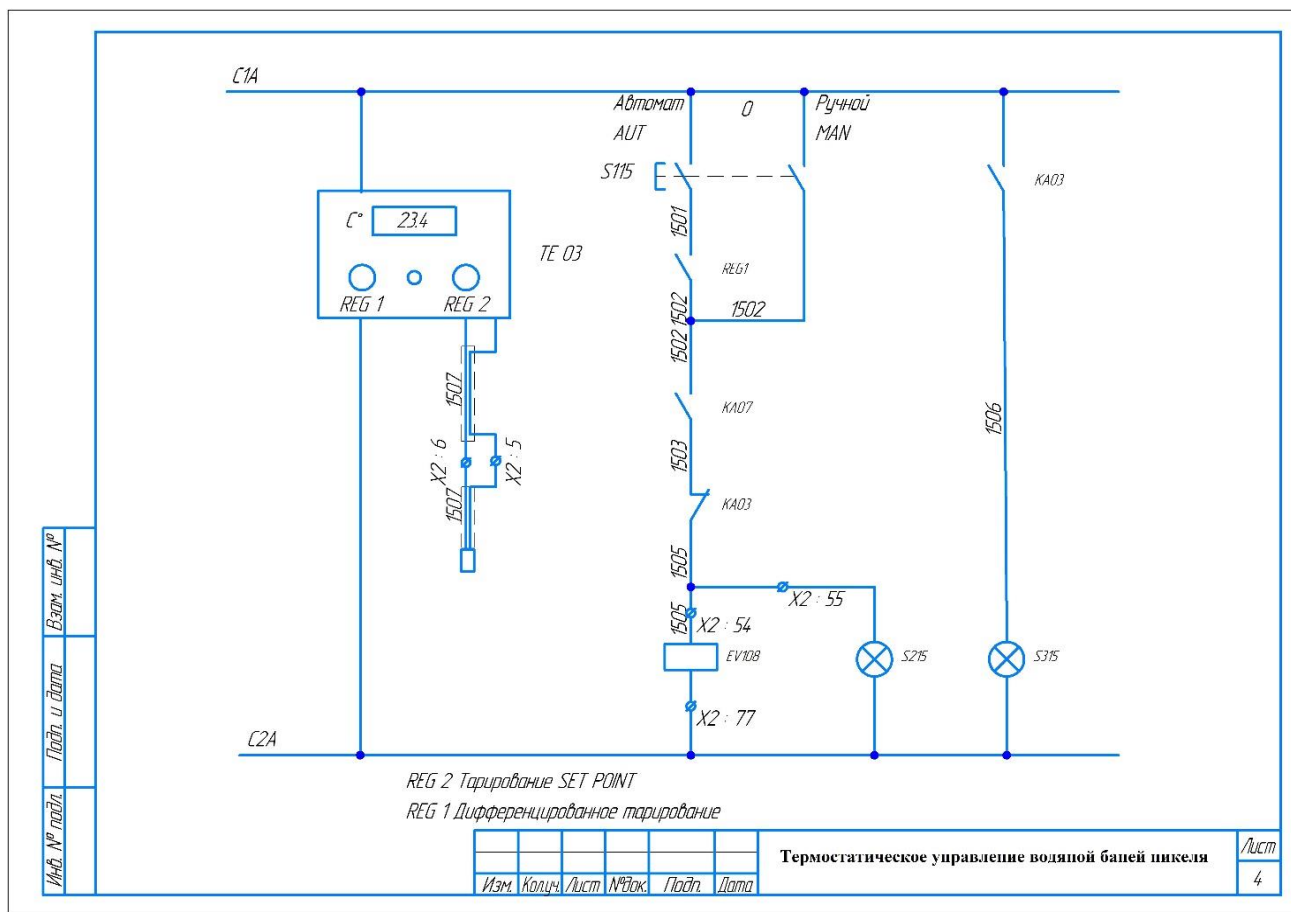 C1A
Автомат
AUT
0
Ручной
MAN
S115
KA03
C°
23.4
TE 03
1501
REG1
REG 1
REG 2
1502
1502
1502
1507
X2 : 6
X2 : 5
1507
KA07
1503
1506
KA03
1505
X2 : 55
1505
X2 : 54
EV108
S215
S315
X2 : 77
C2A
REG 2 Тарирование SET POINT
REG 1 Дифференцированное тарирование
Взам. инв. №
Подп. и дата
Инв. № подл.
Изм.
Кол.уч.
Лист
№док.
Подп.
Дата
Термостатическое управление водяной баней никеля
Лист
4